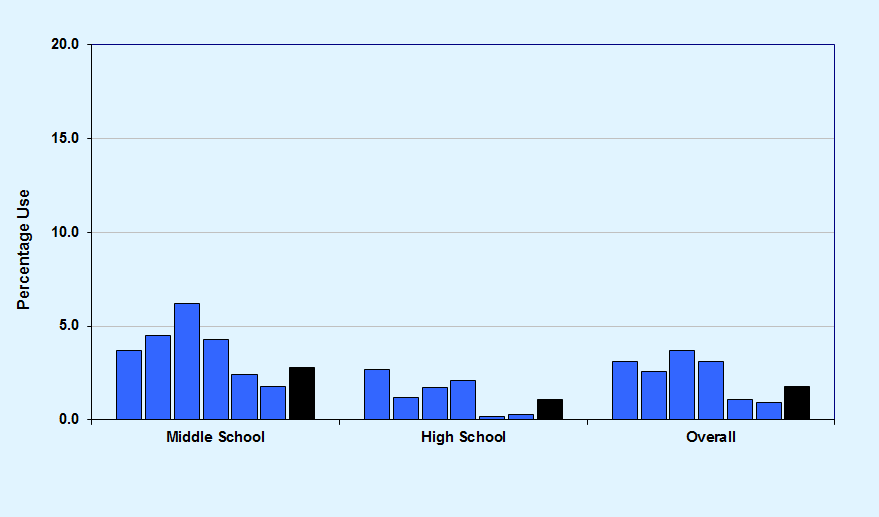 20.0
15.0
10.0
5.0
0.0
Percentage Use
Middle School
High School
Overall